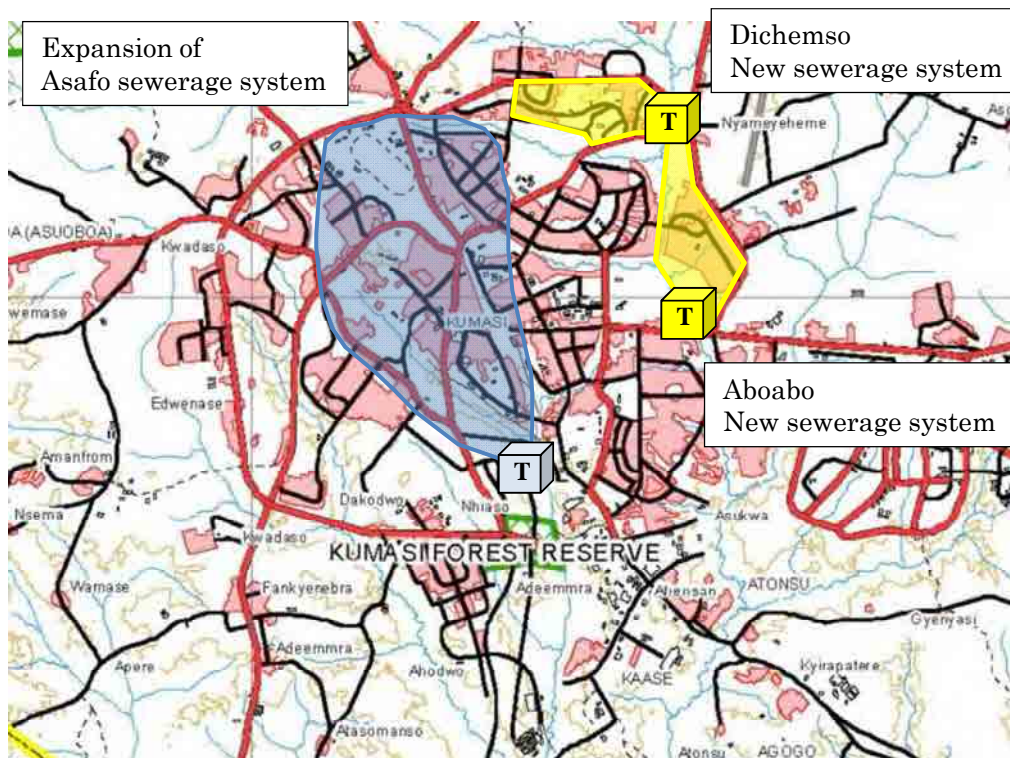 Expansion of
Asafo sewerage system
Dichemso
New sewerage system
T
Nyameyeheme
(ASUOBOA)
Kwadaso
T
KUMASI
Aboabo
New sewerage system
Edwenase
Amanfrom
T
Dakodwo
Nhiaso
Nsema
Asukwa
Kwadaso
KUMASI FOREST RESERVE
Wamase
Fankyenebra
Adeemmra
Ahensan
ATONSU
Gyenyasi
Adeemmra
Apere
Ahodwo
KAASE
Kyirapatere
Atasomanso
Atonsu
AGOGO